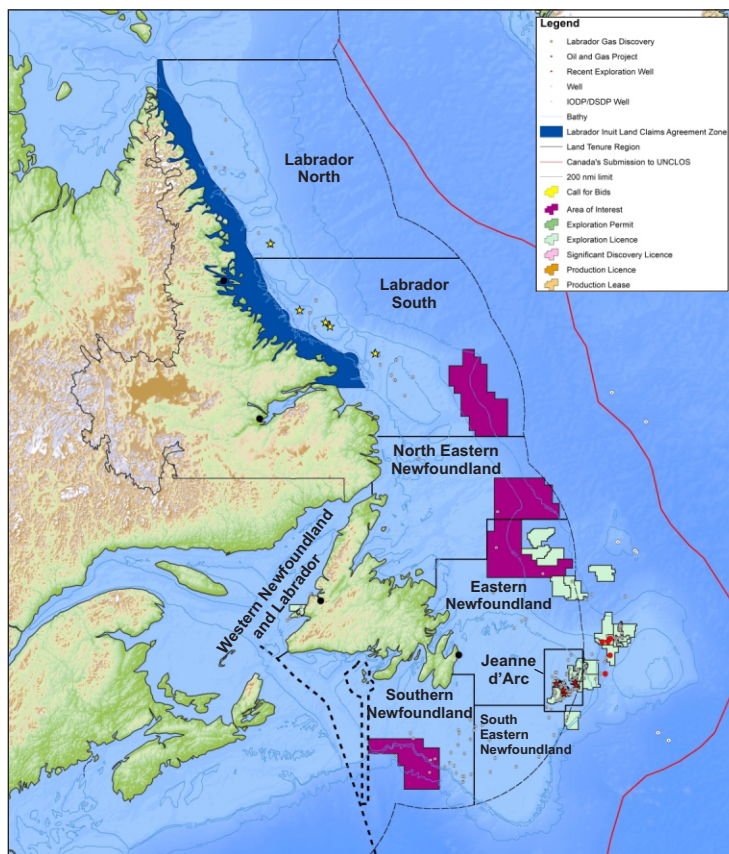 Legend
Labrador Gas Discovery
Oil and Gas Project
Recent Exploration Well
Well
IODP/DSDP Well
Bathy
Labrador Inuit Land Claims Agreement Zone
Land Tenure Region
Canada's Submission to UNCLOS
200 nmi limit
Call for Bids
Area of Interest
Exploration Permit
Exploration Licence
Significant Discovery Licence
Production Licence
Production Lease
Labrador
North
Labrador
South
North Eastern
Newfoundland
Western Newfoundland
and Labrador
Eastern
Newfoundland
Jeanne
d'Arc
Southern
Newfoundland
South
Eastern
Newfoundland